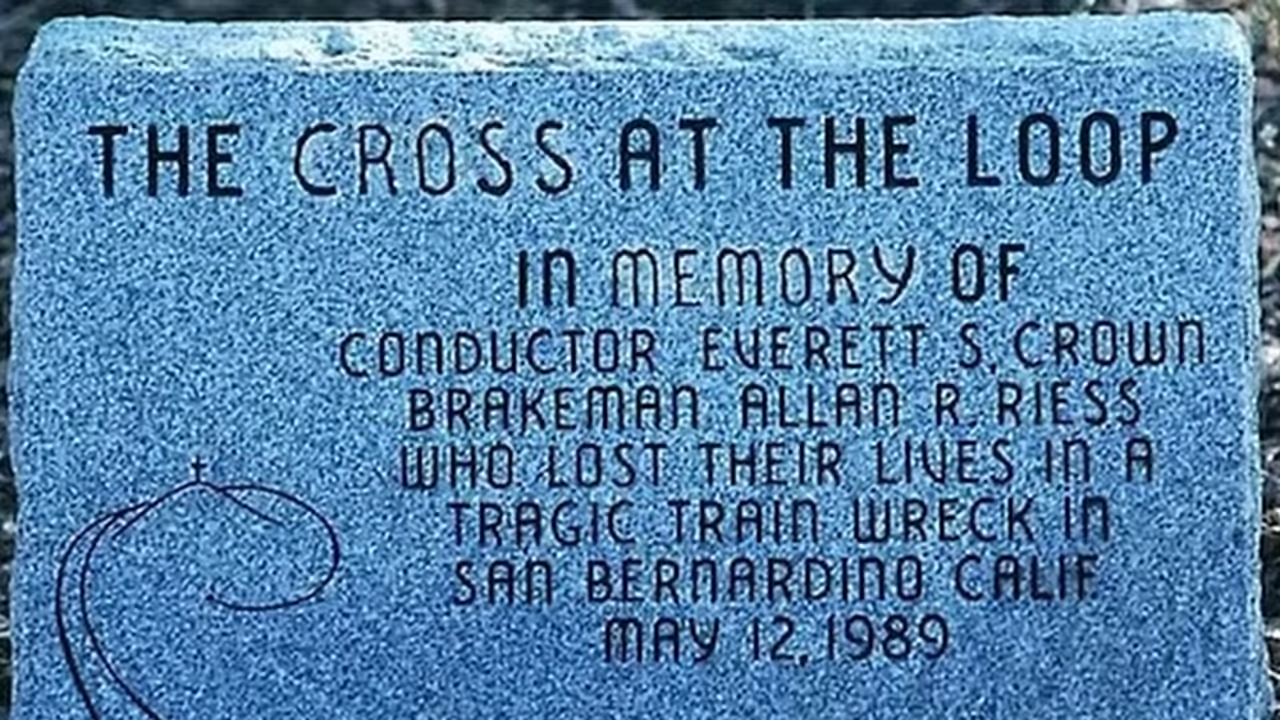 THE CROSS AT THE LOOP
IN MEMORY OF
CONDUCTOR EVERETT S. CROWN
BRAKEMAN ALLAN R. RIESS
WHO LOST THEIR LIVES IN A
TRAGIC TRAIN WRECK IN
SAN BERNARDINO CALIF.
MAY 12, 1989